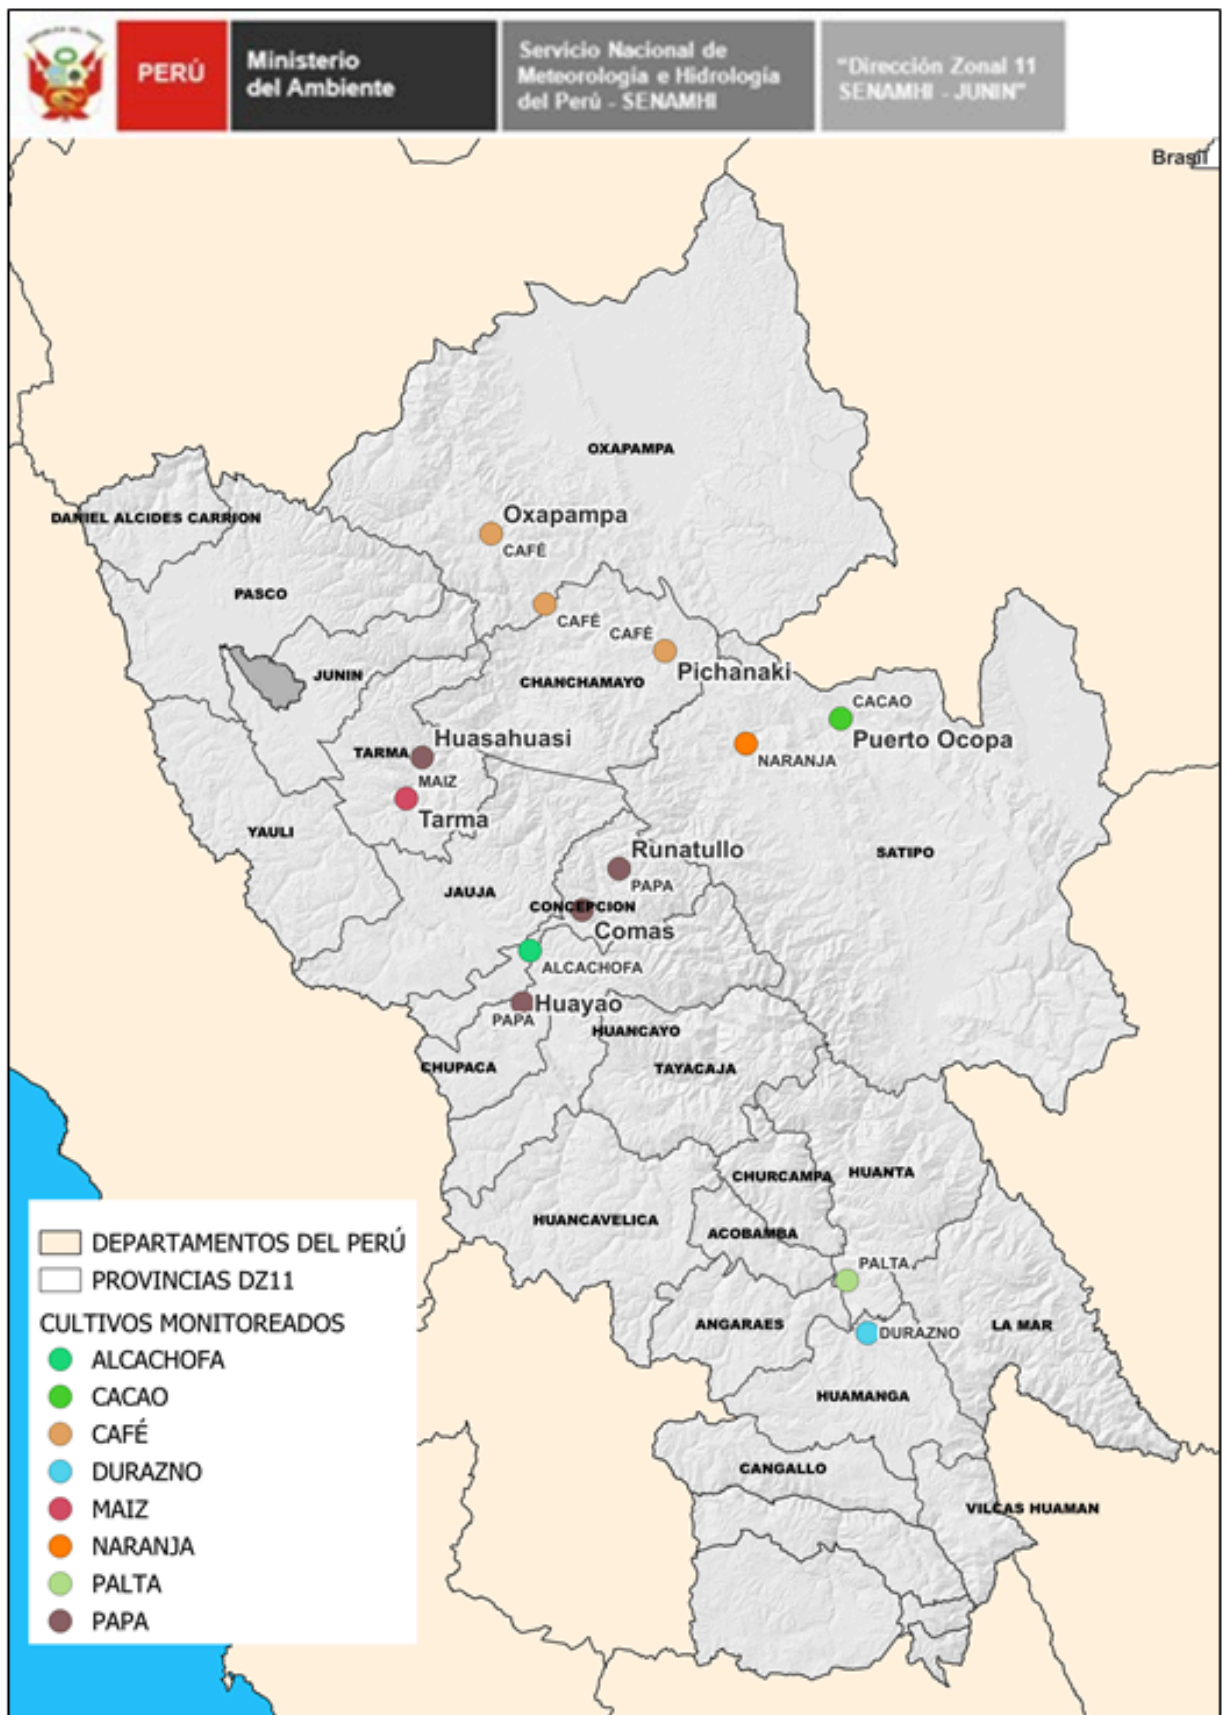 REPUBLICA DEL PERU
PERÚ
Ministerio
del Ambiente
Servicio Nacional de
Meteorología e Hidrología
del Perú - SENAMHI
"Dirección Zonal 11
SENAMHI - JUNIN"
Brasil
OXAPAMPA
Oxapampa
CAFÉ
DANIEL ALCIDES CARRION
PASCO
CAFÉ
CAFÉ
Pichanaki
JUNIN
CHANCHAMAYO
CACAO
Puerto Ocopa
NARANJA
Huasahuasi
TARMA
MAIZ
Tarma
YAULI
Runatullo
PAPA
SATIPO
JAUJA
CONCEPCION
Comas
ALCACHOFA
Huayao
PAPA
HUANCAYO
CHUPACA
TAYACAJA
CHURCAMPA
HUANTA
HUANCAVELICA
ACOBAMBA
PALTA
ANGARAES
DURAZNO
LA MAR
HUAMANGA
CANGALLO
VILCAS HUAMAN
DEPARTAMENTOS DEL PERÚ
PROVINCIAS DZ11
CULTIVOS MONITOREADOS
ALCACHOFA
CACAO
CAFÉ
DURAZNO
MAIZ
NARANJA
PALTA
PAPA